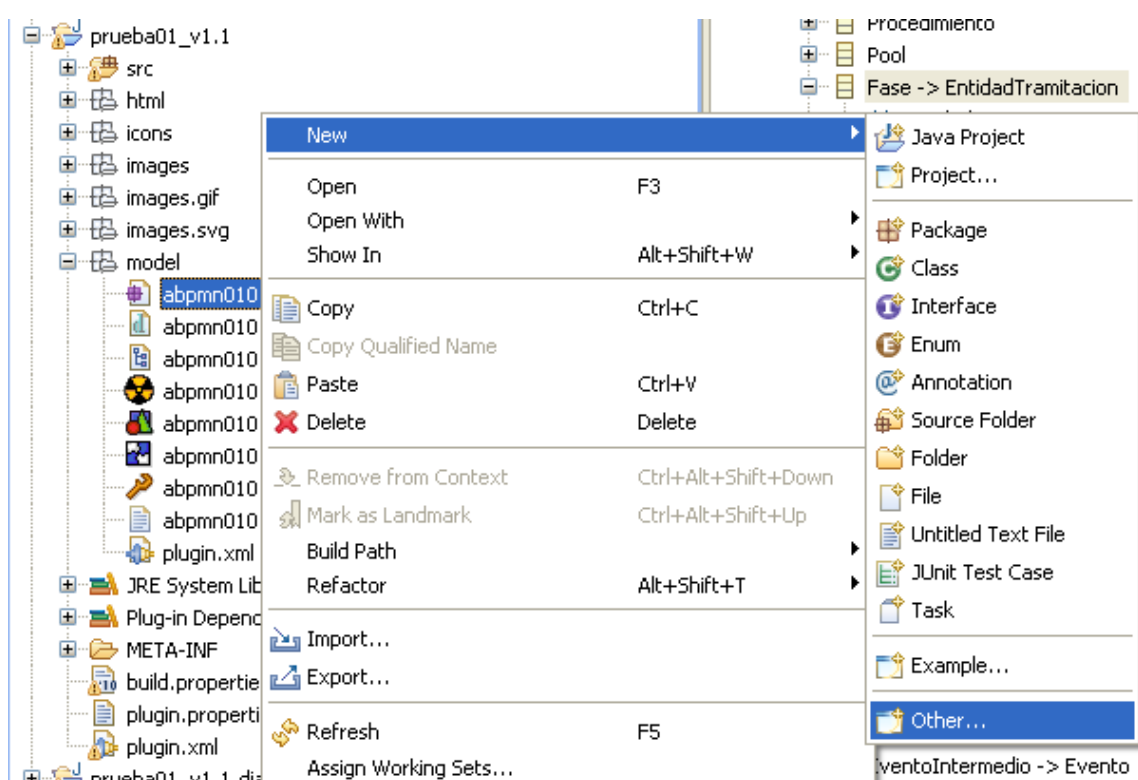 prueba01_v1.1
src
html
icons
images
images.gif
images.svg
model
abpmn010
abpmn010
abpmn010
abpmn010
abpmn010
abpmn010
abpmn010
abpmn010
plugin.xml
JRE System Lib
Plug-in Depenc
META-INF
build.propertie
plugin.properti
plugin.xml
prueba01_v1.1 dia
New
Open F3
Open With
Show In Alt+Shift+W
Copy Ctrl+C
Copy Qualified Name
Paste Ctrl+V
Delete Delete
Remove from Context Ctrl+Alt+Shift+Down
Mark as Landmark Ctrl+Alt+Shift+Up
Build Path
Refactor Alt+Shift+T
Import...
Export...
Refresh F5
Assign Working Sets...
Procedimiento
Pool
Fase -> EntidadTramitacion
Java Project
Project...
Package
Class
Interface
Enum
Annotation
Source Folder
Folder
File
Untitled Text File
JUnit Test Case
Task
Example...
Other...
ventoIntermedio -> Evento